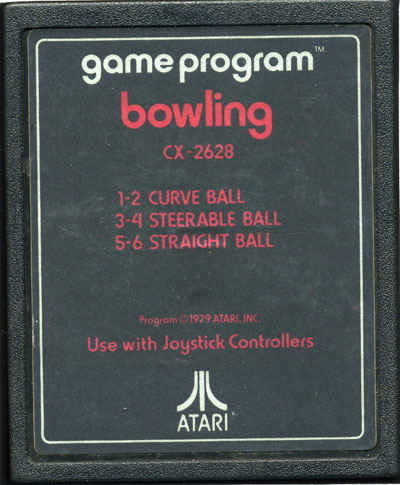 game program™
bowling
CX-2628
1-2 CURVE BALL
3-4 STEERABLE BALL
5-6 STRAIGHT BALL
Program © 1979 ATARI, INC.
Use with Joystick Controllers
ATARI®